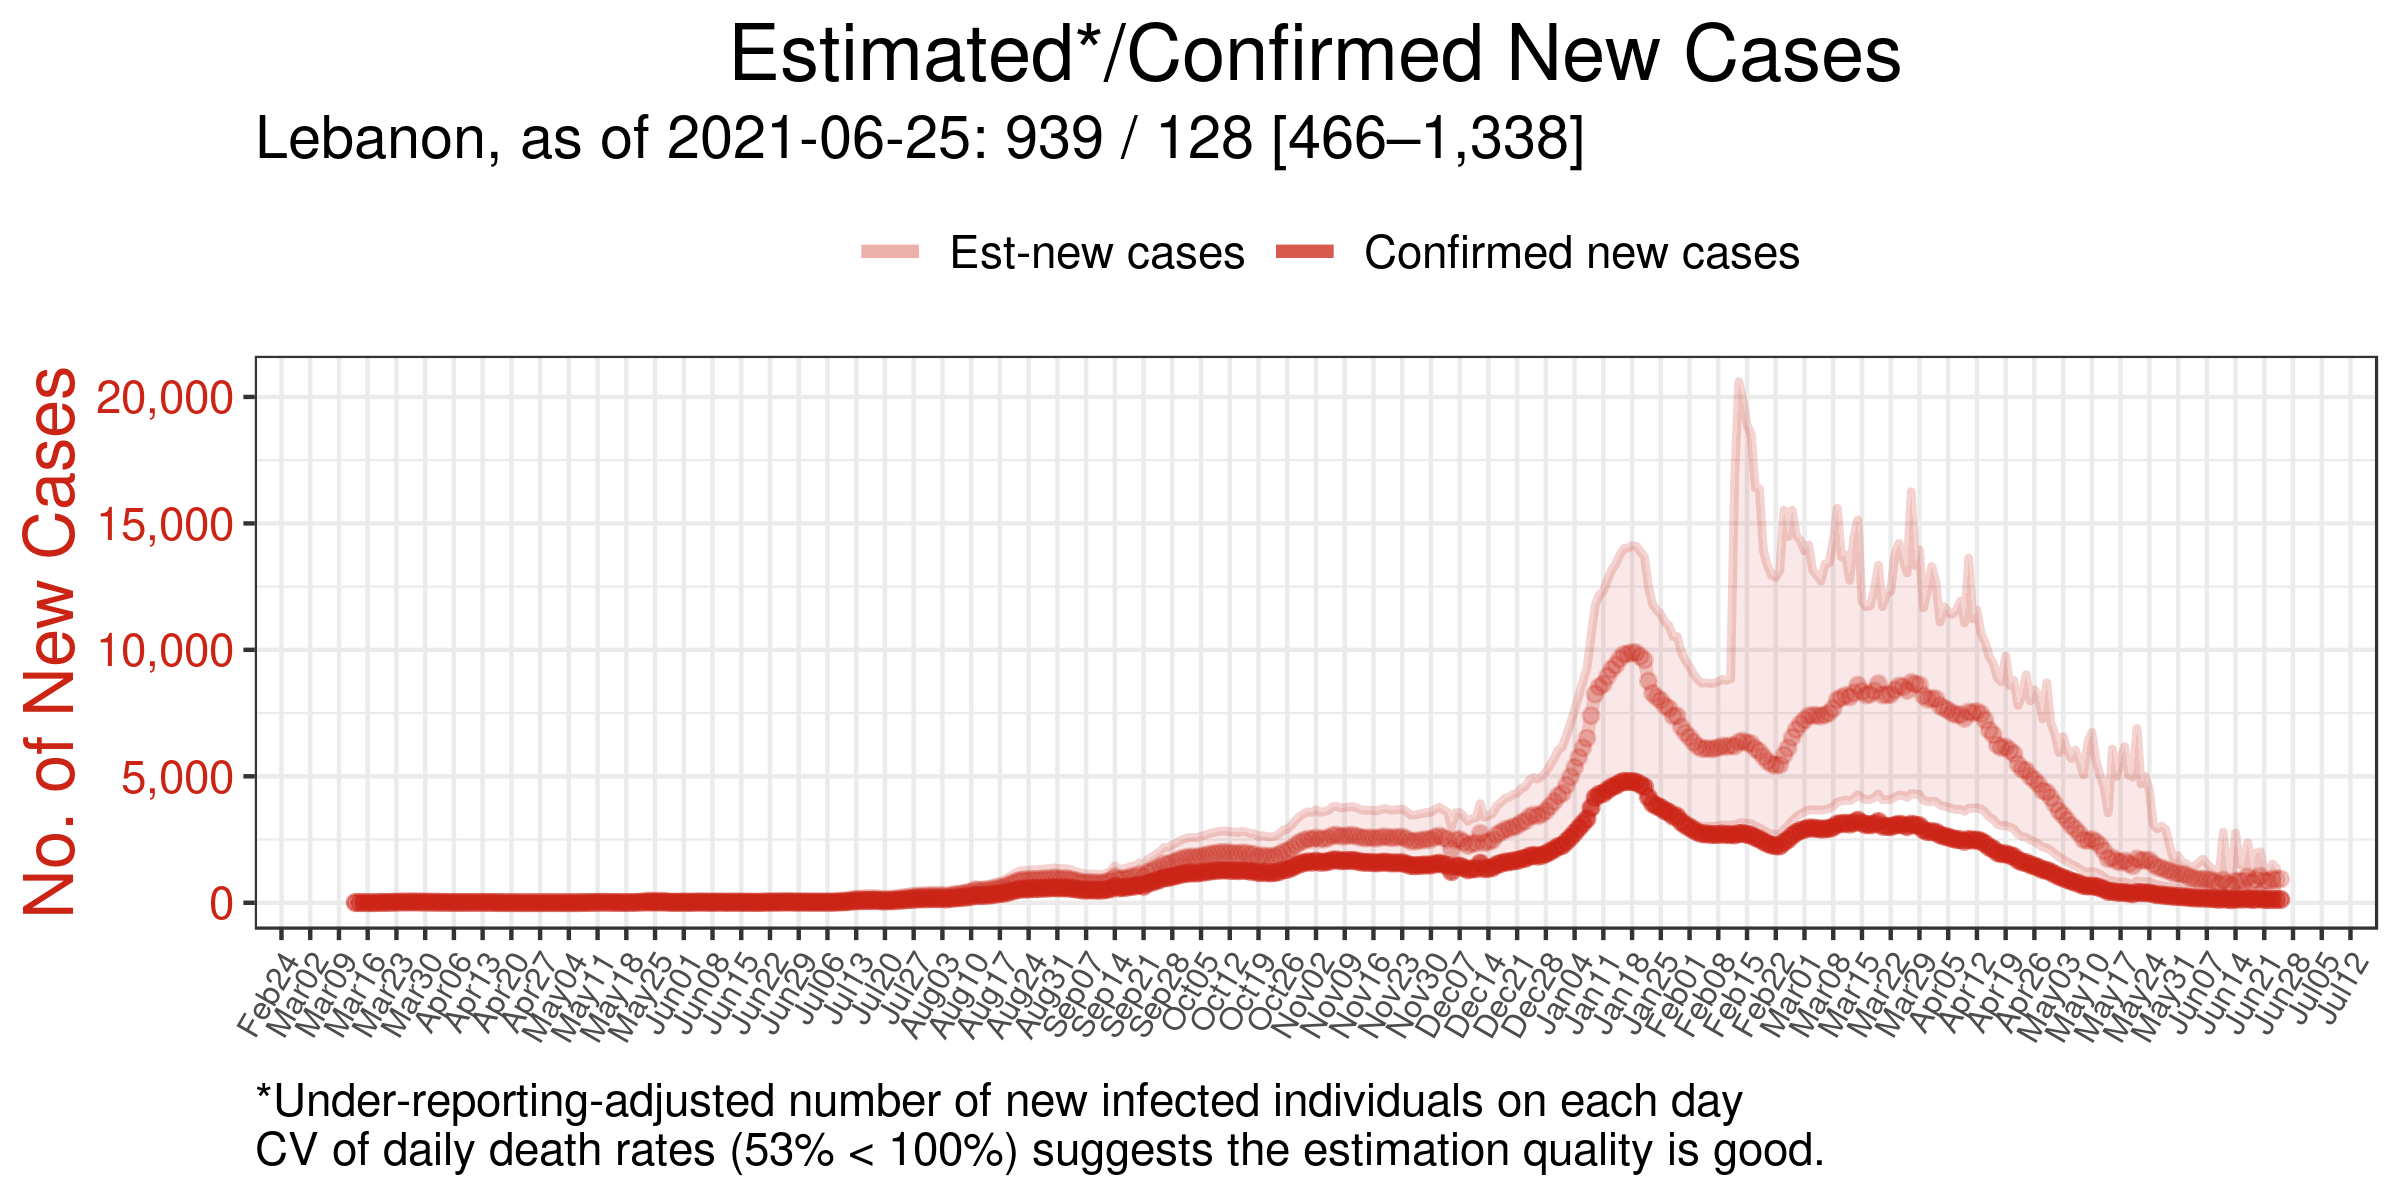 Estimated*/Confirmed New Cases
Lebanon, as of 2021-06-25: 939 / 128 [466–1,338]
Est-new cases Confirmed new cases
No. of New Cases
20,000
15,000
10,000
5,000
0
Feb24 Mar02 Mar09 Mar16 Mar23 Mar30 Apr06 Apr13 Apr20 Apr27 May04 May11 May18 May25 Jun01 Jun08 Jun15 Jun22 Jun29 Jul06 Jul13 Jul20 Jul27 Aug03 Aug10 Aug17 Aug24 Aug31 Sep07 Sep14 Sep21 Sep28 Oct05 Oct12 Oct19 Oct26 Nov02 Nov09 Nov16 Nov23 Nov30 Dec07 Dec14 Dec21 Dec28 Jan04 Jan11 Jan18 Jan25 Feb01 Feb08 Feb15 Feb22 Mar01 Mar08 Mar15 Mar22 Mar29 Apr05 Apr12 Apr19 Apr26 May03 May10 May17 May24 May31 Jun07 Jun14 Jun21 Jun28 Jul05 Jul12
*Under-reporting-adjusted number of new infected individuals on each day
CV of daily death rates (53% < 100%) suggests the estimation quality is good.